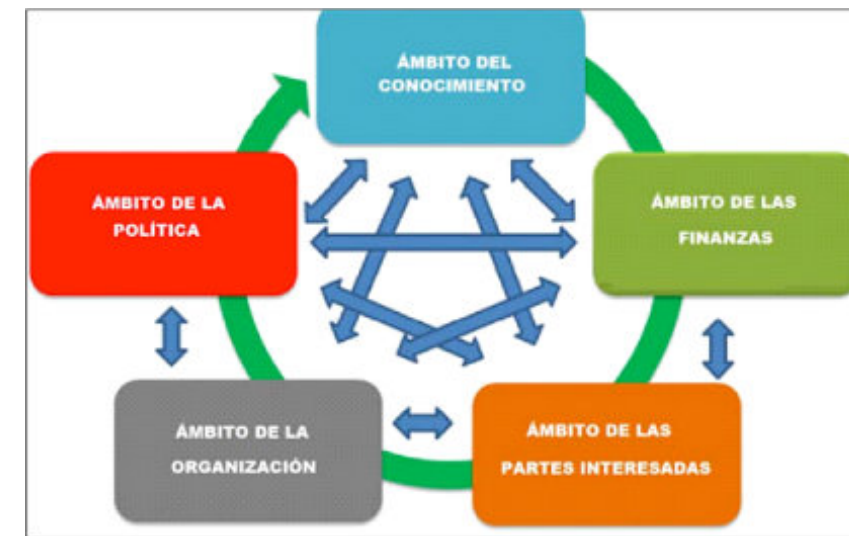 ÁMBITO DEL
CONOCIMIENTO
ÁMBITO DE LA
POLÍTICA
ÁMBITO DE LAS
FINANZAS
ÁMBITO DE LA
ORGANIZACIÓN
ÁMBITO DE LAS
PARTES INTERESADAS